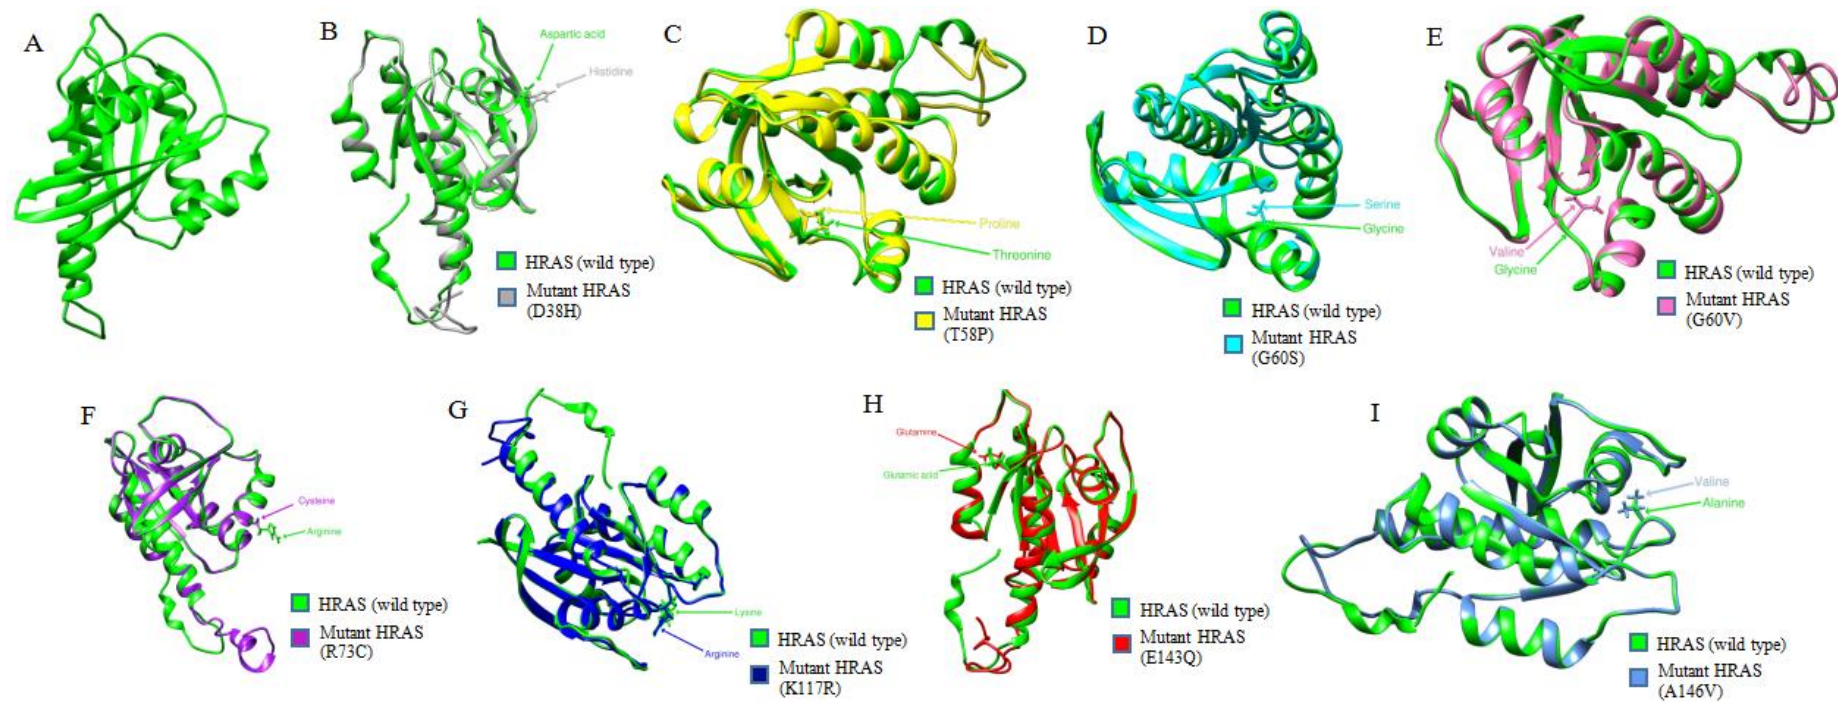 A
B
Aspartic acid
Histidine
HRAS (wild type)
Mutant HRAS
(D38H)
C
Proline
Threonine
HRAS (wild type)
Mutant HRAS
(T58P)
D
Serine
Glycine
HRAS (wild type)
Mutant HRAS
(G60S)
E
Valine
Glycine
HRAS (wild type)
Mutant HRAS
(G60V)
F
Cysteine
Arginine
HRAS (wild type)
Mutant HRAS
(R73C)
G
Lysine
Arginine
HRAS (wild type)
Mutant HRAS
(K117R)
H
Glutamine
Glutamic acid
HRAS (wild type)
Mutant HRAS
(E143Q)
I
Valine
Alanine
HRAS (wild type)
Mutant HRAS
(A146V)